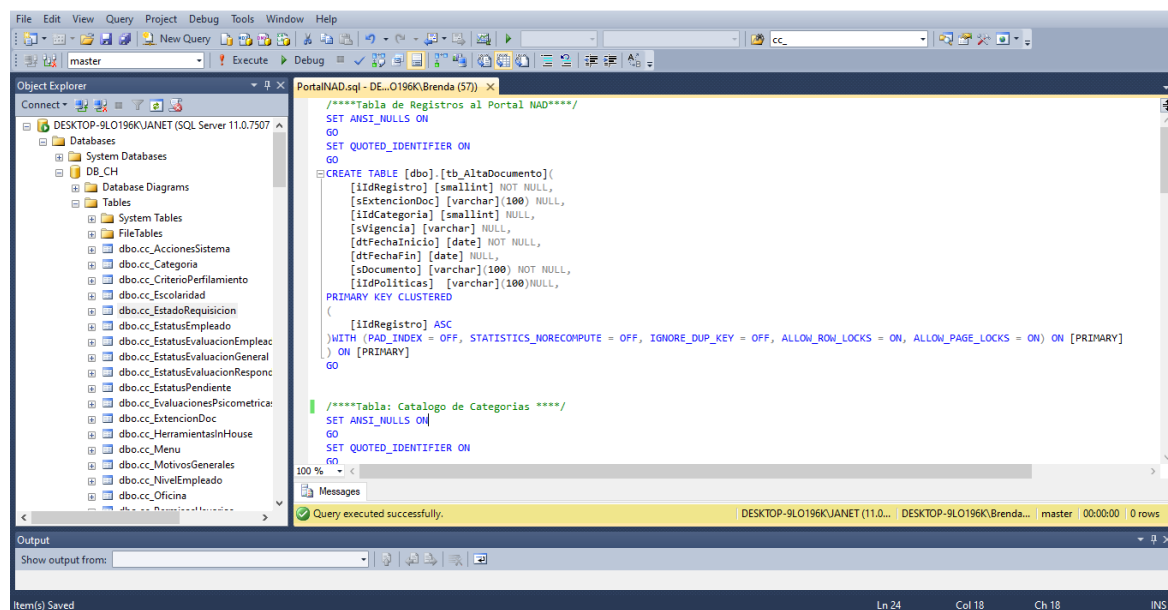 File Edit View Query Project Debug Tools Window Help
New Query cc_
master Execute Debug
Object Explorer
Connect
DESKTOP-9LO196K\JANET (SQL Server 11.0.7507
Databases
System Databases
DB_CH
Database Diagrams
Tables
System Tables
FileTables
dbo.cc_AccionesSistema
dbo.cc_Categoria
dbo.cc_CriterioPerfilamiento
dbo.cc_Escolaridad
dbo.cc_EstadoRequisicion
dbo.cc_EstatusEmpleado
dbo.cc_EstatusEvaluacionEmpleac
dbo.cc_EstatusEvaluacionGeneral
dbo.cc_EstatusEvaluacionResponc
dbo.cc_EstatusPendiente
dbo.cc_EvaluacionesPsicometricas
dbo.cc_ExtencionDoc
dbo.cc_HerramientasInHouse
dbo.cc_Menu
dbo.cc_MotivosGenerales
dbo.cc_NivelEmpleado
dbo.cc_Oficina
PortalNAD.sql - DE...O196K\Brenda (57))
/****Tabla de Registros al Portal NAD****/
SET ANSI_NULLS ON
GO
SET QUOTED_IDENTIFIER ON
GO
CREATE TABLE [dbo].[tb_AltaDocumento](
[iIdRegistro] [smallint] NOT NULL,
[sExtencionDoc] [varchar](100) NULL,
[iIdCategoria] [smallint] NULL,
[sVigencia] [varchar] NULL,
[dtFechaInicio] [date] NOT NULL,
[dtFechaFin] [date] NULL,
[sDocumento] [varchar](100) NOT NULL,
[iIdPoliticas] [varchar](100)NULL,
PRIMARY KEY CLUSTERED
(
[iIdRegistro] ASC
)WITH (PAD_INDEX = OFF, STATISTICS_NORECOMPUTE = OFF, IGNORE_DUP_KEY = OFF, ALLOW_ROW_LOCKS = ON, ALLOW_PAGE_LOCKS = ON) ON [PRIMARY]
) ON [PRIMARY]
GO
/****Tabla: Catalogo de Categorias ****/
SET ANSI_NULLS ON
GO
SET QUOTED_IDENTIFIER ON
GO
100 %
Messages
Query executed successfully. DESKTOP-9LO196K\JANET (11.0... DESKTOP-9LO196K\Brenda... master 00:00:00 0 rows
Output
Show output from:
Item(s) Saved Ln 24 Col 18 Ch 18 INS